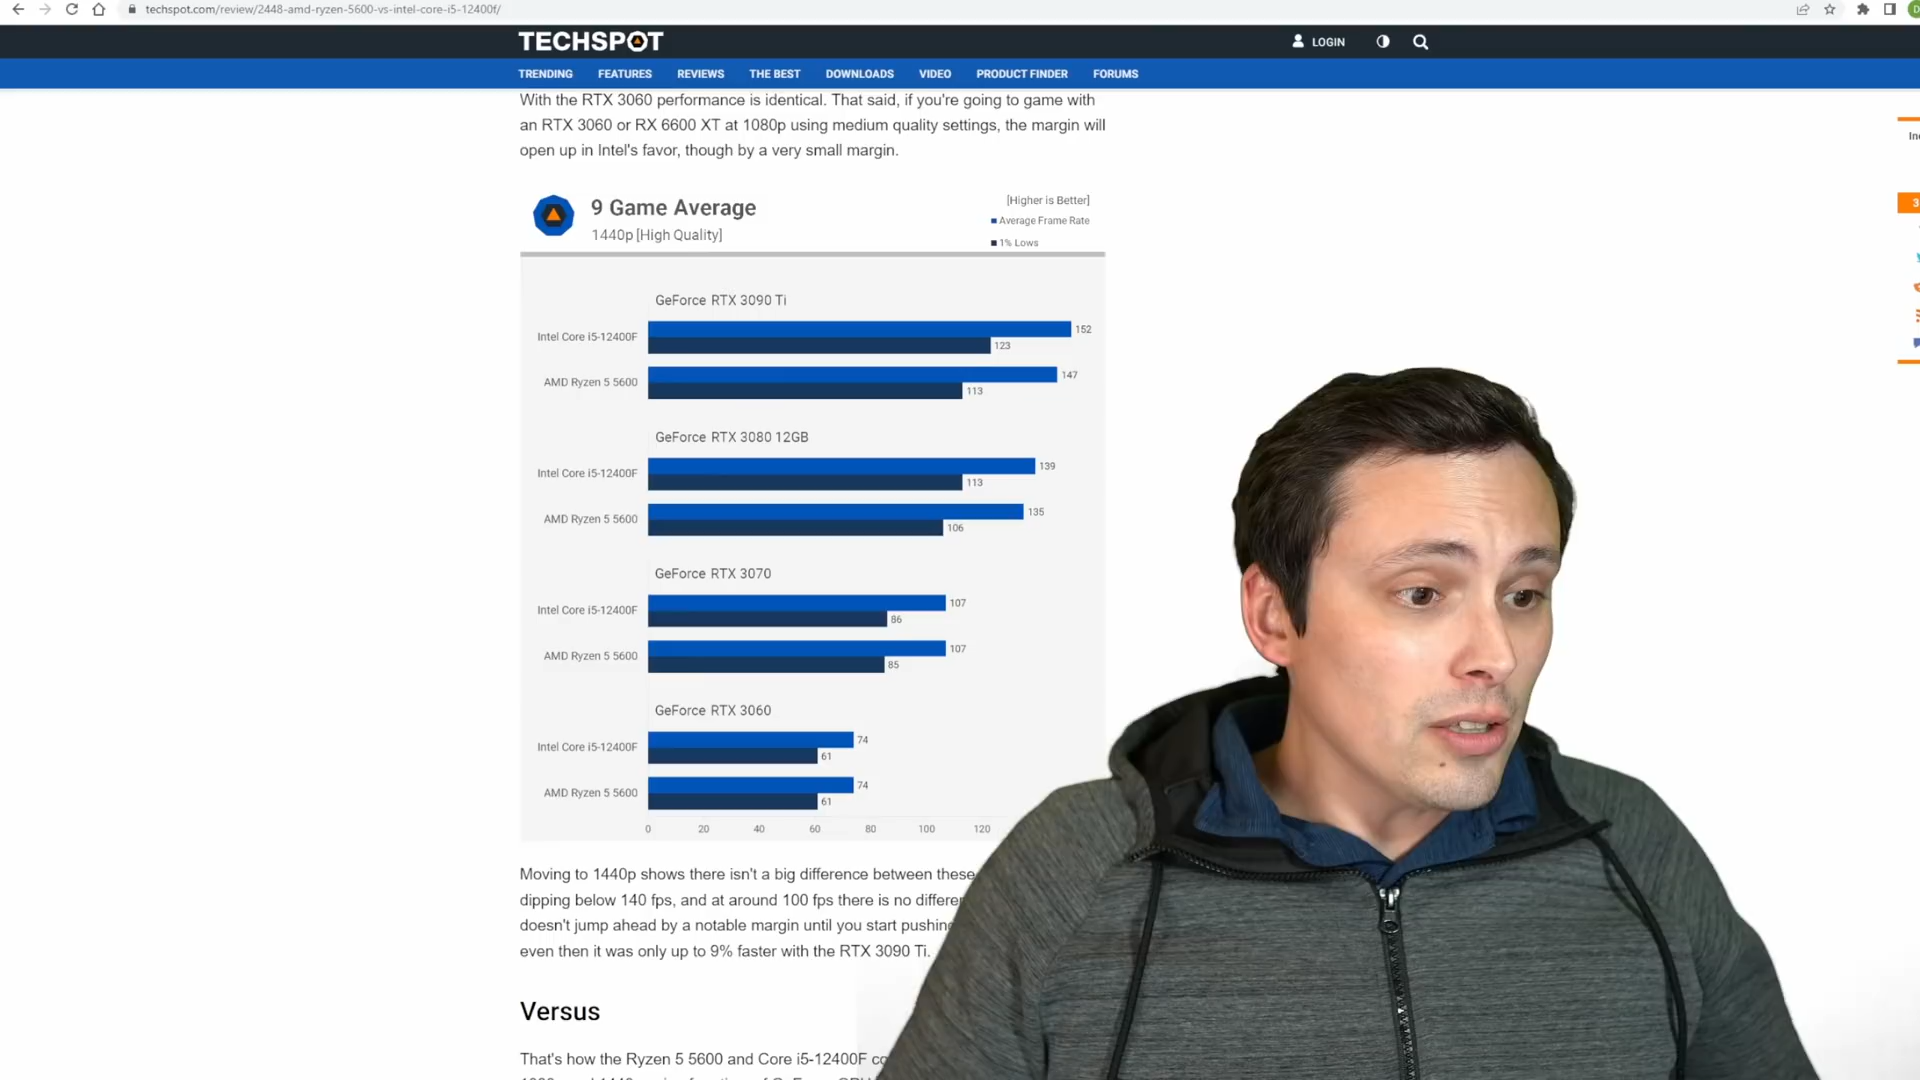 techspot.com/review/2448-amd-ryzen-5600-vs-intel-core-i5-12400f/
TECHSPOT
LOGIN
TRENDING FEATURES REVIEWS THE BEST DOWNLOADS VIDEO PRODUCT FINDER FORUMS
With the RTX 3060 performance is identical. That said, if you're going to game with
an RTX 3060 or RX 6600 XT at 1080p using medium quality settings, the margin will
open up in Intel's favor, though by a very small margin.
9 Game Average
1440p [High Quality]
[Higher is Better]
Average Frame Rate
1% Lows
GeForce RTX 3090 Ti
Intel Core i5-12400F 152
123
AMD Ryzen 5 5600 147
113
GeForce RTX 3080 12GB
Intel Core i5-12400F 139
113
AMD Ryzen 5 5600 135
106
GeForce RTX 3070
Intel Core i5-12400F 107
86
AMD Ryzen 5 5600 107
85
GeForce RTX 3060
Intel Core i5-12400F 74
61
AMD Ryzen 5 5600 74
61
0 20 40 60 80 100 120
Moving to 1440p shows there isn't a big difference between these
dipping below 140 fps, and at around 100 fps there is no
doesn't jump ahead by a notable margin until you start
even then it was only up to 9% faster with the RTX 3090 Ti.
Versus
That's how the Ryzen 5 5600 and Core i5-12400F